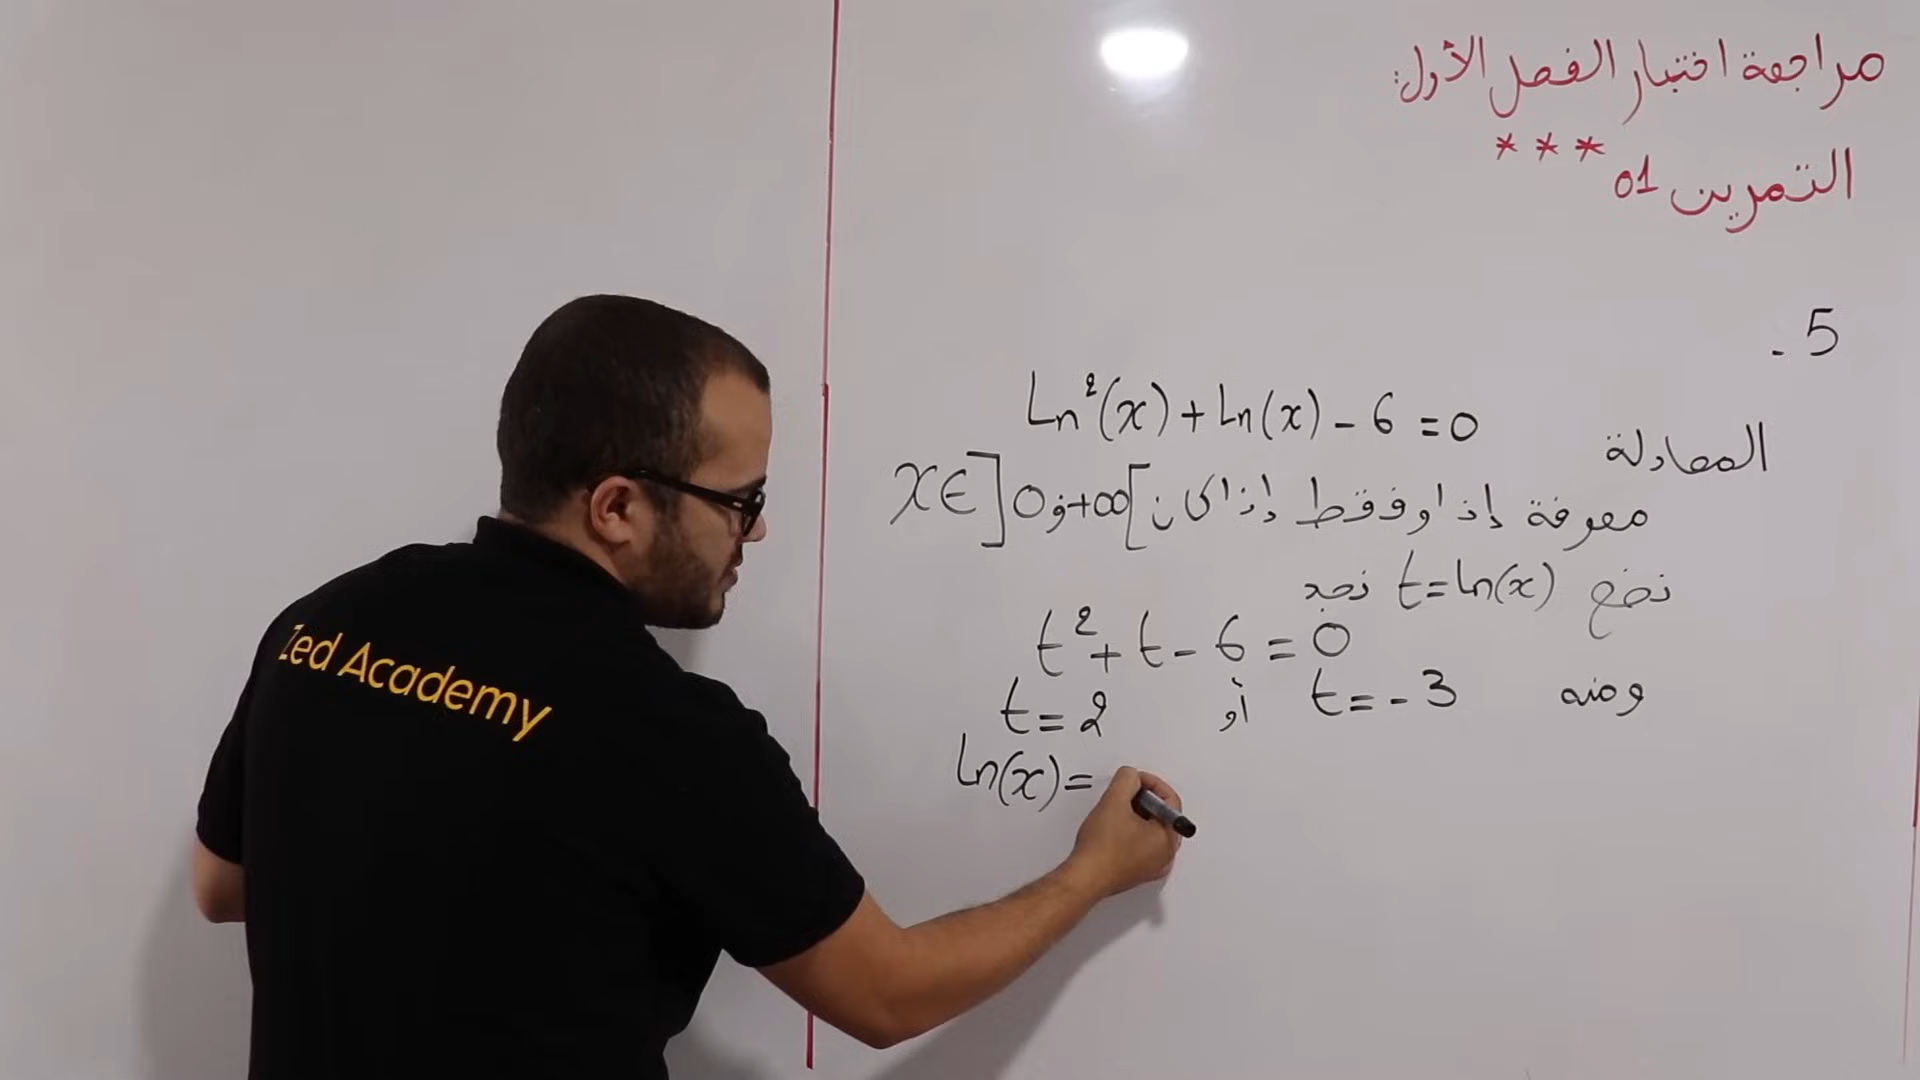 مراجعة اختبار الفصل الأول:
التمرين 01 ***
5 -
المعادلة Ln²(x) + Ln(x) - 6 = 0
معرفة إذا وفقط إذا كان x ∈ ]0 ; +∞[
نضع t = ln(x) نجد
t² + t - 6 = 0
ومنه t = - 3 أو t = 2
Ln(x) =
Zed Academy